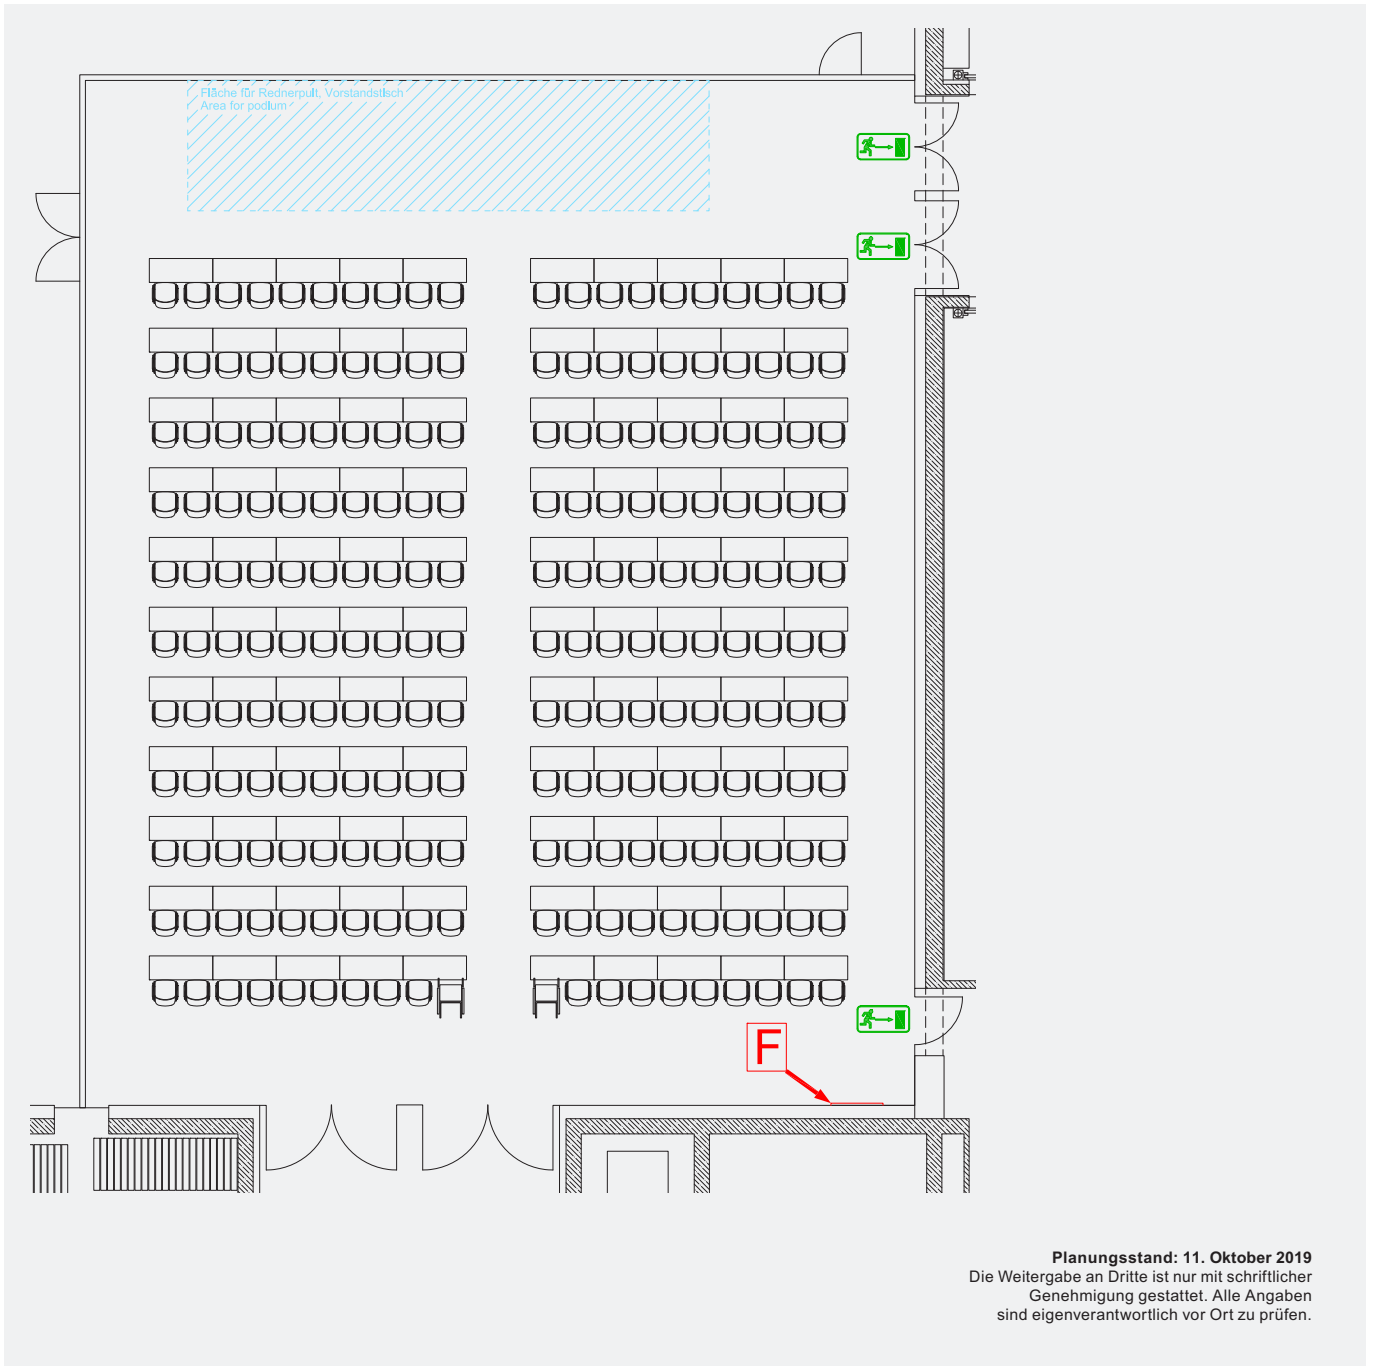 Fläche für Rednerpult, Vorstandstisch
Area for podium
F
Planungsstand: 11. Oktober 2019
Die Weitergabe an Dritte ist nur mit schriftlicher
Genehmigung gestattet. Alle Angaben
sind eigenverantwortlich vor Ort zu prüfen.